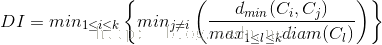 DI = min_{1≤i≤k} { min_{j≠i} ( d_{min}(C_i, C_j) / max_{1≤l≤k} diam(C_l) ) }